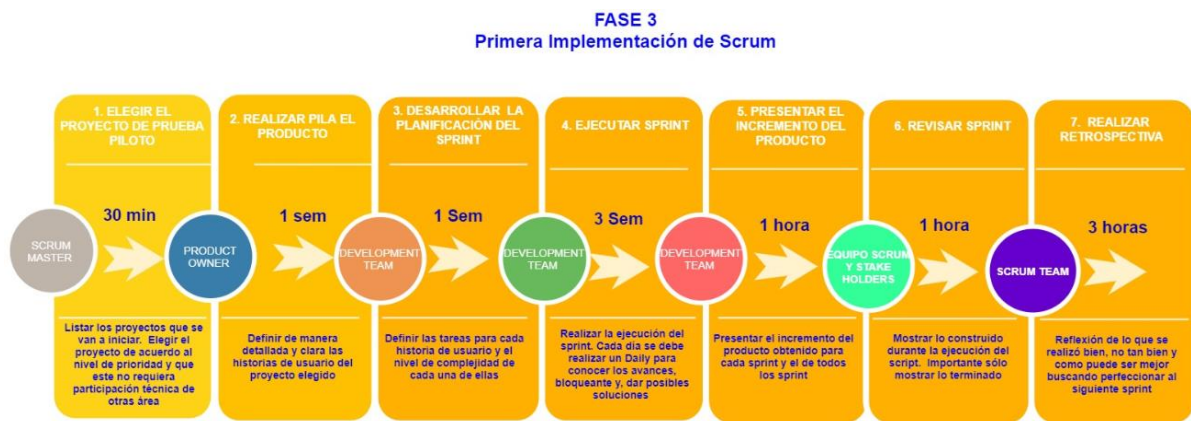 FASE 3
Primera Implementación de Scrum
1. ELEGIR EL
PROYECTO DE PRUEBA
PILOTO
2. REALIZAR PILA EL
PRODUCTO
3. DESARROLLAR LA
PLANIFICACIÓN DEL
SPRINT
4. EJECUTAR SPRINT
5. PRESENTAR EL
INCREMENTO DEL
PRODUCTO
6. REVISAR SPRINT
7. REALIZAR
RETROSPECTIVA
SCRUM
MASTER
30 min
PRODUCT
OWNER
1 sem
DEVELOPMENT
TEAM
1 Sem
DEVELOPMENT
TEAM
3 Sem
DEVELOPMENT
TEAM
1 hora
EQUIPO SCRUM
Y STAKE
HOLDERS
1 hora
SCRUM TEAM
3 horas
Listar los proyectos que se
van a iniciar. Elegir el
proyecto de acuerdo al
nivel de prioridad y que
este no requiera
participación técnica de
otras área
Definir de manera
detallada y clara las
historias de usuario del
proyecto elegido
Definir las tareas para cada
historia de usuario y el
nivel de complejidad de
cada una de ellas
Realizar la ejecución del
sprint. Cada día se debe
realizar un Daily para
conocer los avances,
bloqueante y, dar posibles
soluciones
Presentar el incremento del
producto obtenido para
cada sprint y el de todos
los sprint
Mostrar lo construido
durante la ejecución del
script. Importante sólo
mostrar lo terminado
Reflexión de lo que se
realizó bien, no tan bien y
como puede ser mejor
buscando perfeccionar al
siguiente sprint